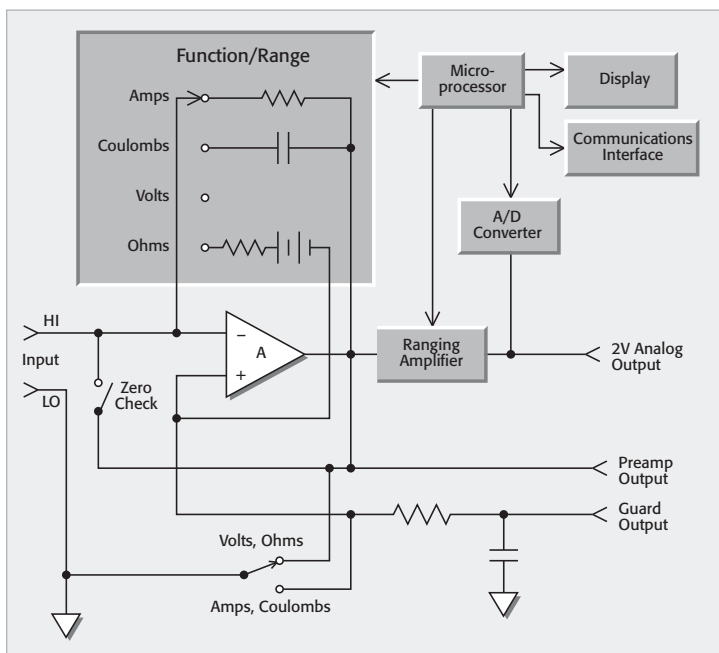 Function/Range
Amps
Coulombs
Volts
Ohms
Micro-
processor
Display
Communications
Interface
A/D
Converter
HI
Input
LO
Zero
Check
−
A
+
Ranging
Amplifier
2V Analog
Output
Preamp
Output
Guard
Output
Volts, Ohms
Amps, Coulombs